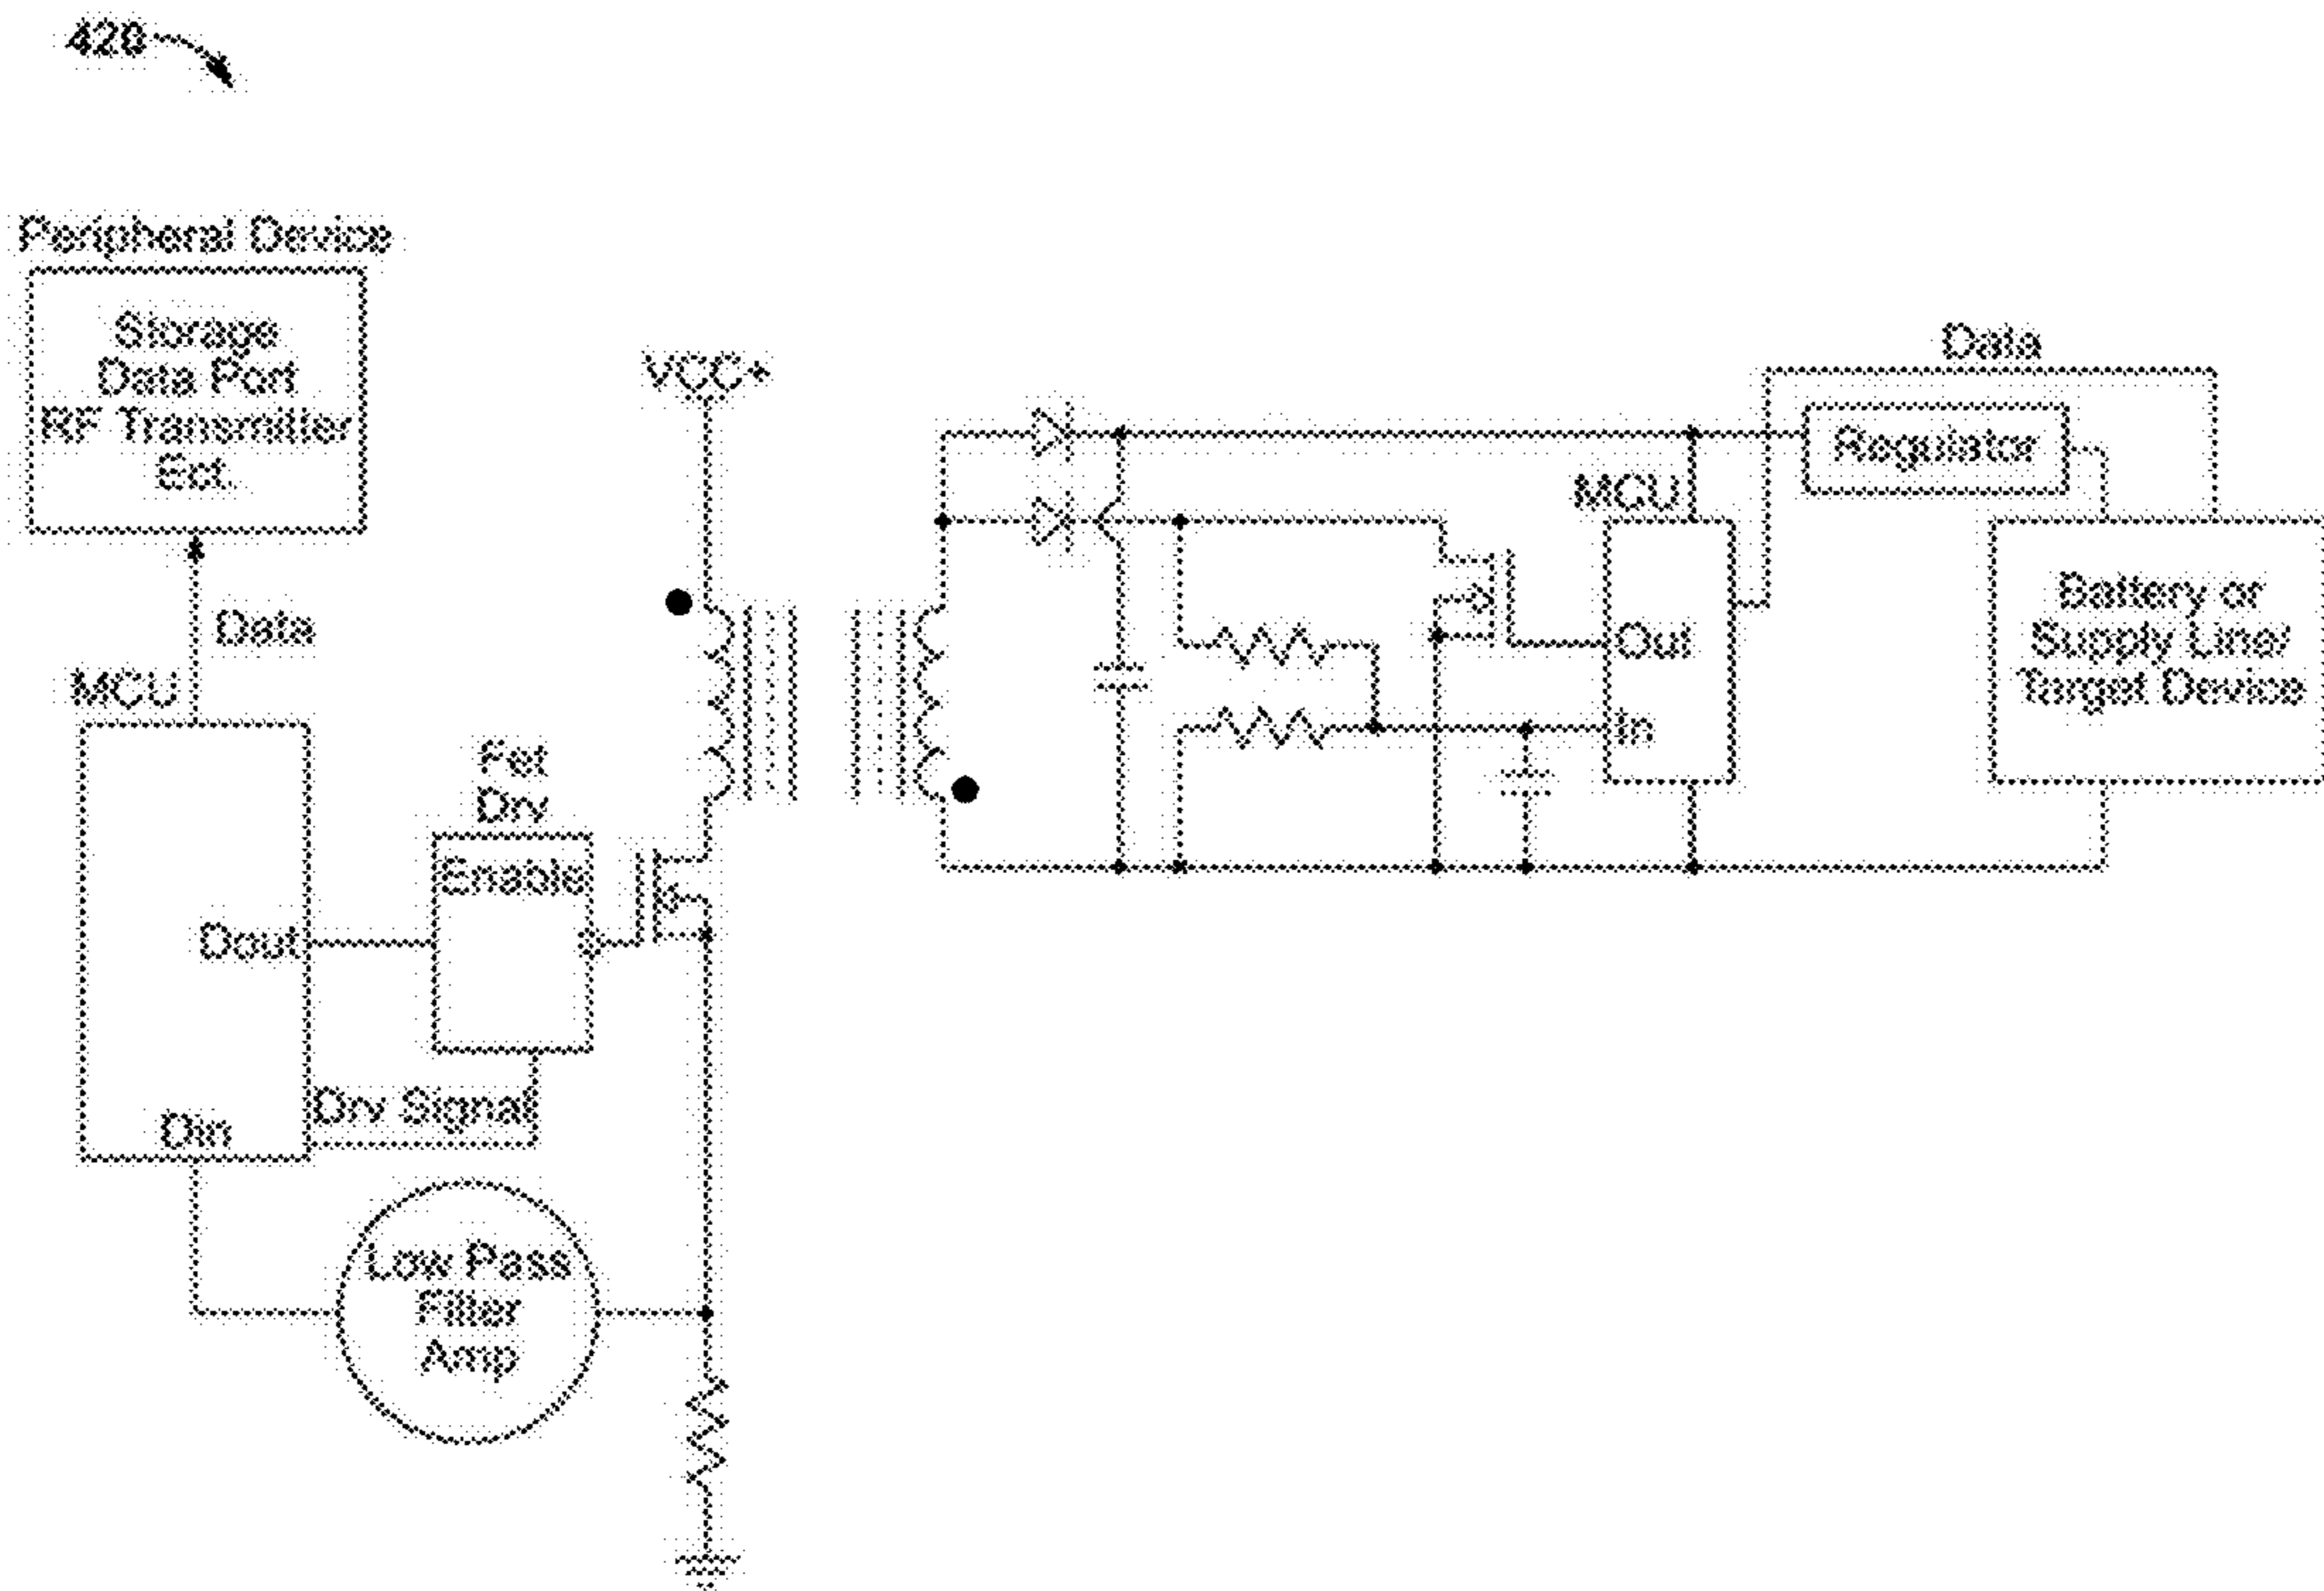 420
Peripheral Device
Storage
Data Port
RF Transmitter
Ect.
Data
MCU
Dout
Din
Fet
Drv
Enable
Drv Signal
Low Pass
Filter
Amp
VCC+
Data
Regulator
MCU
Out
In
Battery or
Supply Line/
Target Device